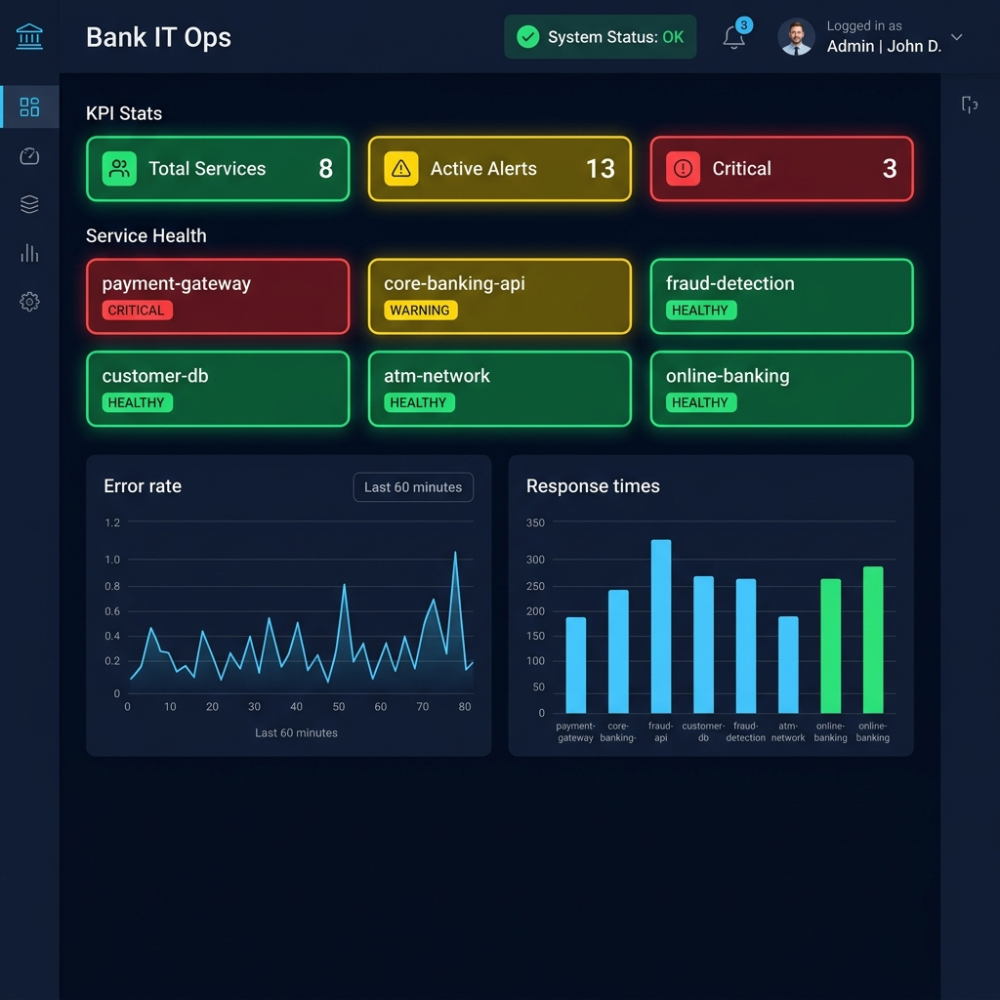 Bank IT Ops
System Status: OK
3
Logged in as
Admin | John D.
KPI Stats
Total Services 8
Active Alerts 13
Critical 3
Service Health
payment-gateway
CRITICAL
core-banking-api
WARNING
fraud-detection
HEALTHY
customer-db
HEALTHY
atm-network
HEALTHY
online-banking
HEALTHY
Error rate
Last 60 minutes
1.2
1.0
0.8
0.6
0.4
0.2
0
0 10 20 30 40 50 60 70 80
Last 60 minutes
Response times
350
300
250
200
150
100
50
0
payment-
gateway
core-
banking-
fraud-
api
customer-
db
fraud-
detection
atm-
network
online-
banking
online-
banking